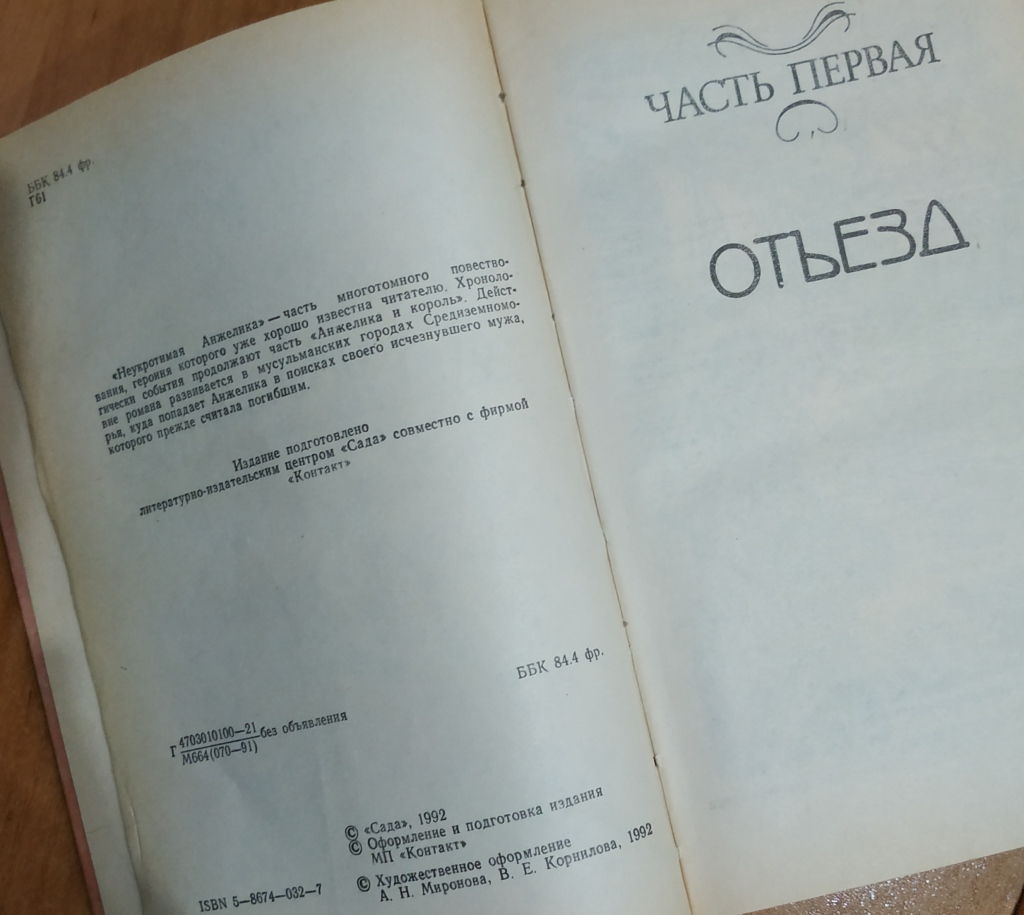 ББК 84.4 фр.
Г61
«Неукротимая Анжелика» — часть многотомного повество-
вания, героиня которого уже хорошо известна читателю. Хроноло-
гически события продолжают часть «Анжелика и король». Дейст-
вие романа развивается в мусульманских городах Средиземномо-
рья, куда попадает Анжелика в поисках своего исчезнувшего мужа,
которого прежде считала погибшим.
Издание подготовлено
литературно-издательским центром «Сада» совместно с фирмой
«Контакт»
ББК 84.4 фр.
Г 4703010100—21 без объявления
М664(070—91)
© «Сада», 1992
© Оформление и подготовка издания
МП «Контакт»
© Художественное оформление
А. Н. Миронова, В. Е. Корнилова, 1992
ISBN 5—8674—032—7
ЧАСТЬ ПЕРВАЯ
ОТЪЕЗД